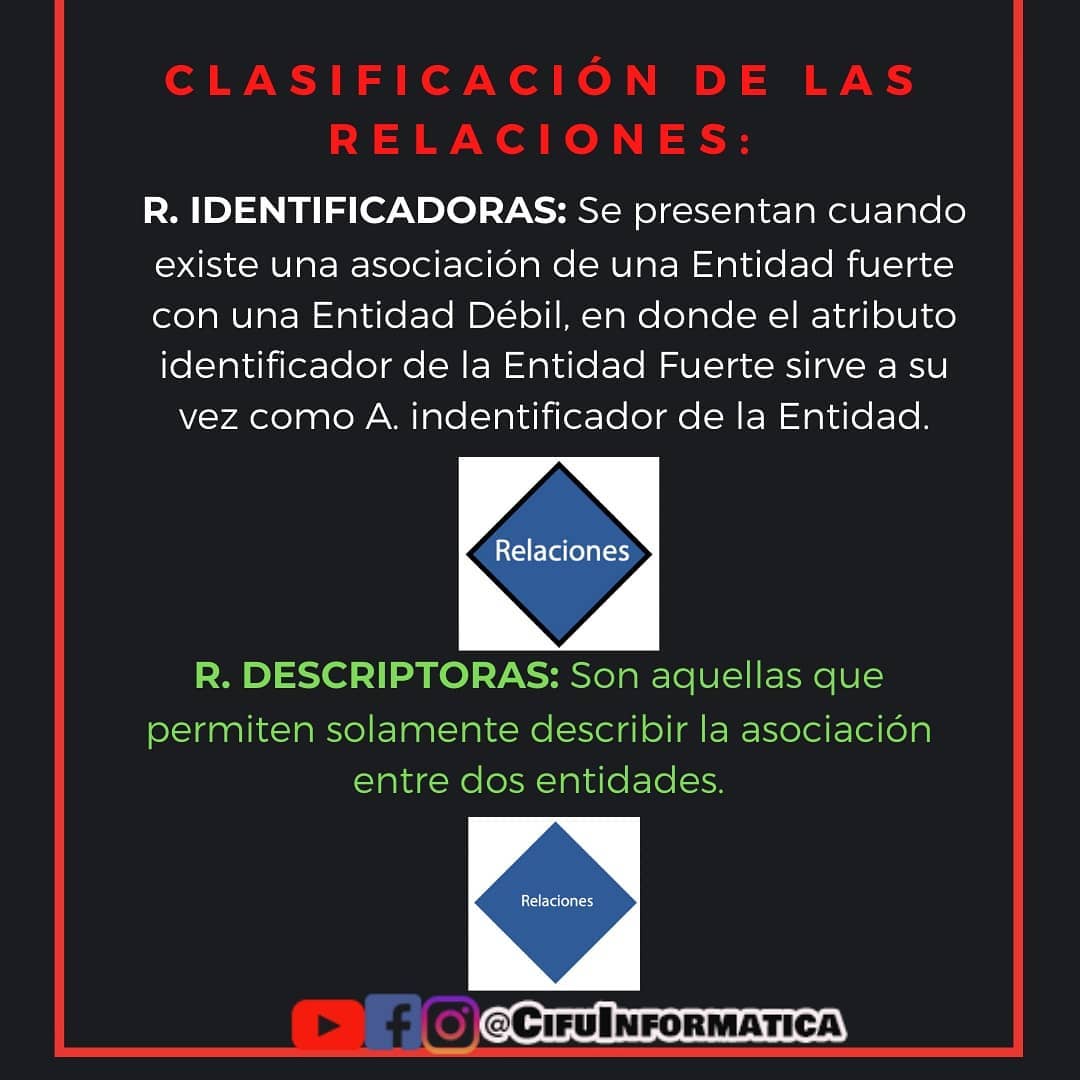 CLASIFICACIÓN DE LAS
RELACIONES:
R. IDENTIFICADORAS: Se presentan cuando
existe una asociación de una Entidad fuerte
con una Entidad Débil, en donde el atributo
identificador de la Entidad Fuerte sirve a su
vez como A. indentificador de la Entidad.
Relaciones
R. DESCRIPTORAS: Son aquellas que
permiten solamente describir la asociación
entre dos entidades.
Relaciones
@CIFUINFORMATICA